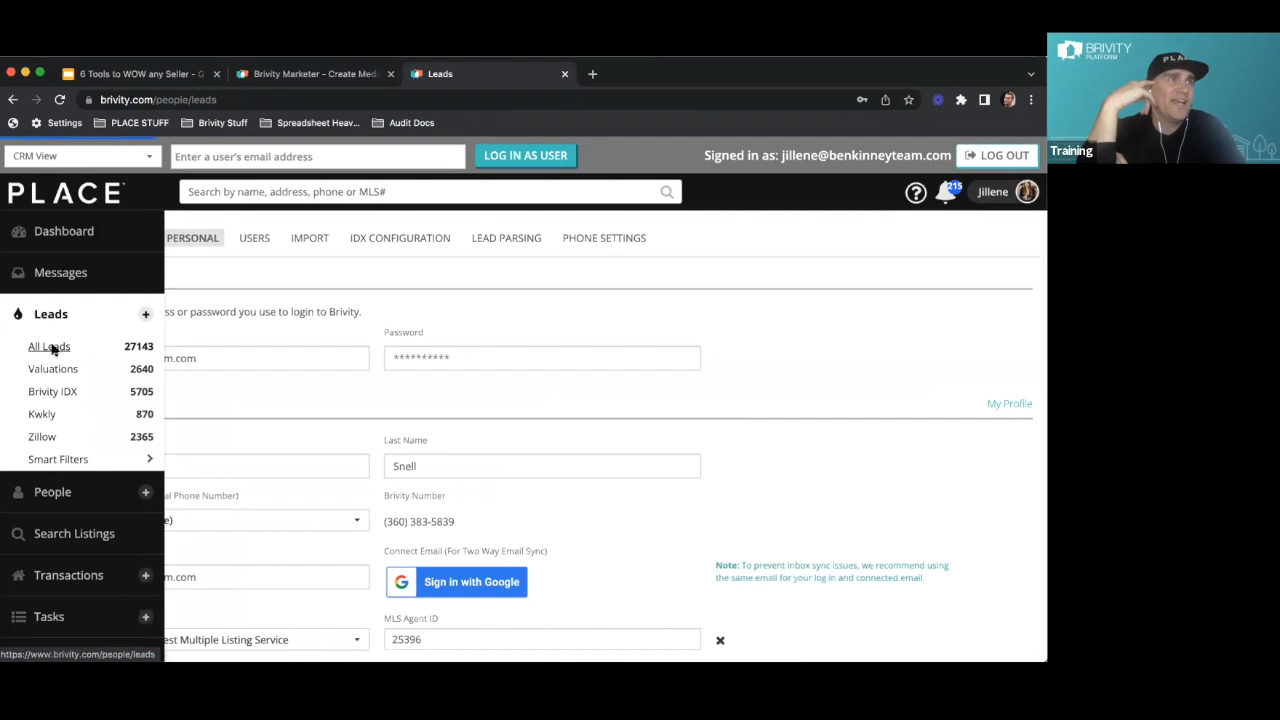 6 Tools to WOW any Seller - G
Brivity Marketer - Create Medi
Leads
brivity.com/people/leads
Settings
PLACE STUFF
Brivity Stuff
Spreadsheet Heav...
Audit Docs
CRM View
Enter a user's email address
LOG IN AS USER
Signed in as: jillene@benkinneyteam.com
LOG OUT
PLACE
Search by name, address, phone or MLS#
215
Jillene
Dashboard
Messages
Leads
All Leads 27143
Valuations 2640
Brivity IDX 5705
Kwkly 870
Zillow 2365
Smart Filters
People
Search Listings
Transactions
Tasks
https://www.brivity.com/people/leads
PERSONAL
USERS
IMPORT
IDX CONFIGURATION
LEAD PARSING
PHONE SETTINGS
ss or password you use to login to Brivity.
Password
m.com
**********
My Profile
Last Name
Snell
al Phone Number)
Brivity Number
e)
(360) 383-5839
Connect Email (For Two Way Email Sync)
m.com
Sign in with Google
Note: To prevent inbox sync issues, we recommend using
the same email for your log in and connected email.
MLS Agent ID
est Multiple Listing Service
25396
BRIVITY
PLATFORM
PLA
Training